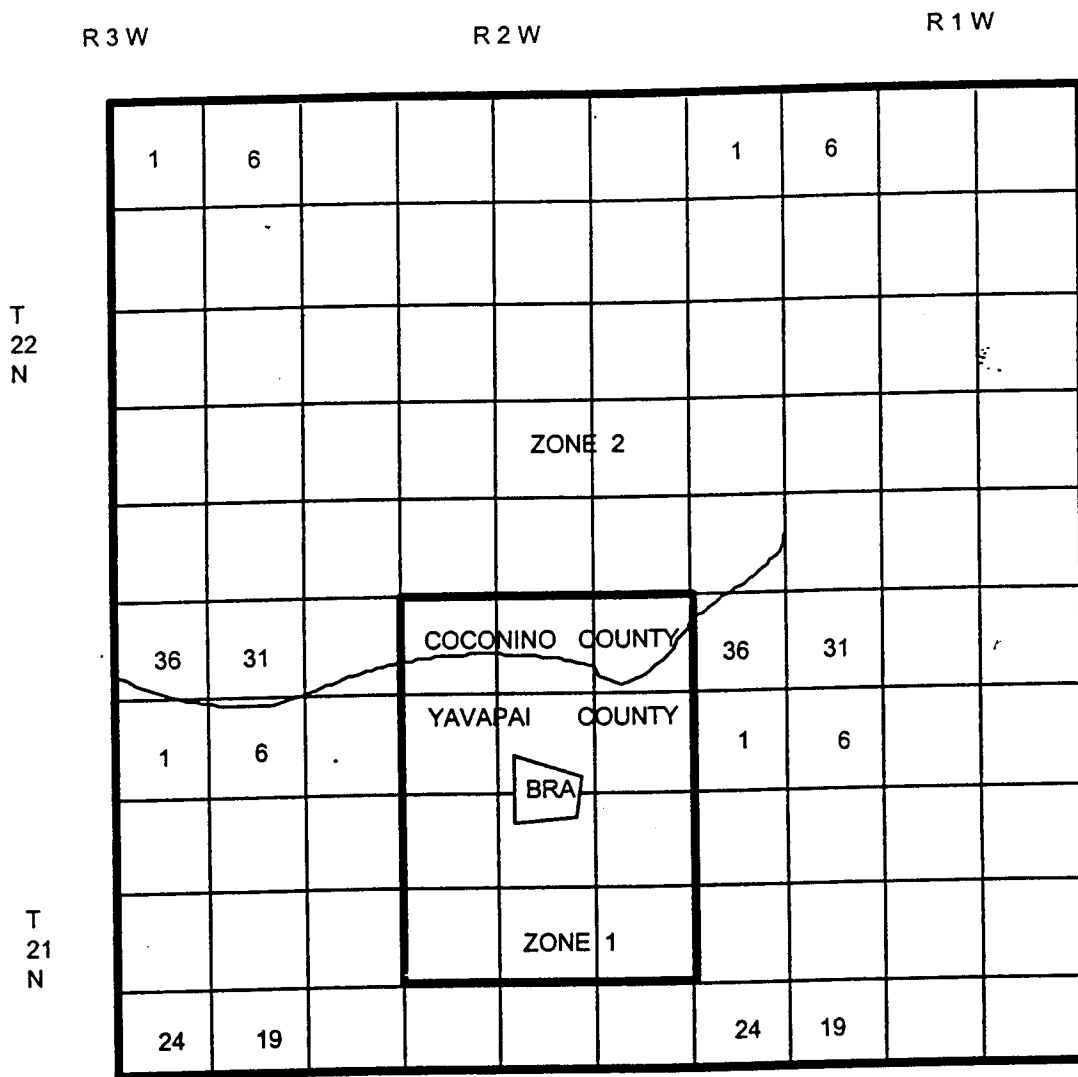 R 3 W R 2 W R 1 W
1 6 1 6
T
22
N
ZONE 2
COCONINO COUNTY
36 31 36 31
YAVAPAI COUNTY
1 6 1 6
BRA
T
21
N
ZONE 1
24 19 24 19